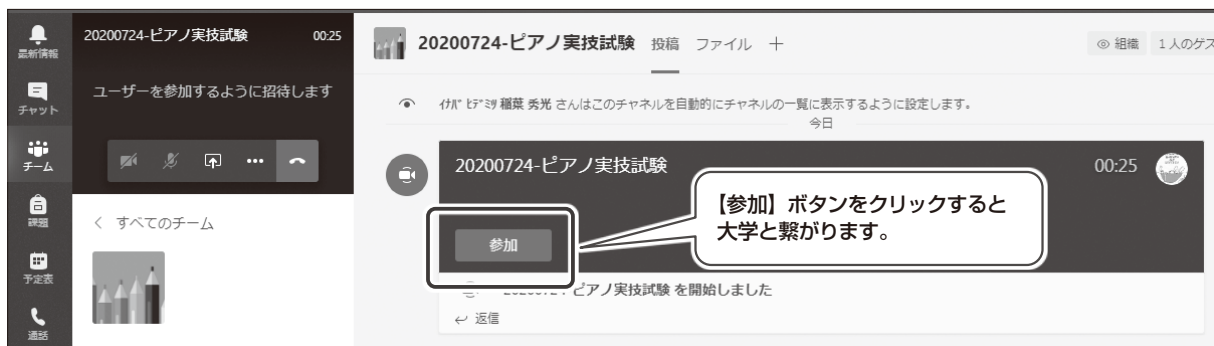 最新情報
チャット
チーム
課題
予定表
通話
20200724-ピアノ実技試験 00:25
ユーザーを参加するように招待します
< すべてのチーム
20200724-ピアノ実技試験 投稿 ファイル +
組織 1人のゲス
ｲﾅﾊﾞ ﾋﾃﾞﾐﾂ 稲葉 秀光 さんはこのチャネルを自動的にチャネルの一覧に表示するように設定します。
今日
20200724-ピアノ実技試験 00:25
参加
【参加】ボタンをクリックすると
大学と繋がります。
ピアノ実技試験 を開始しました
返信